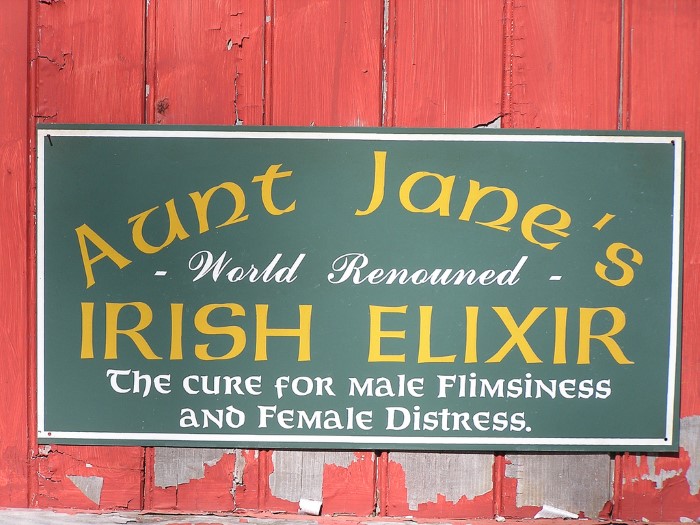 Aunt Jane's
- World Renouned -
IRISH ELIXIR
The cure for male Flimsiness
and Female Distress.